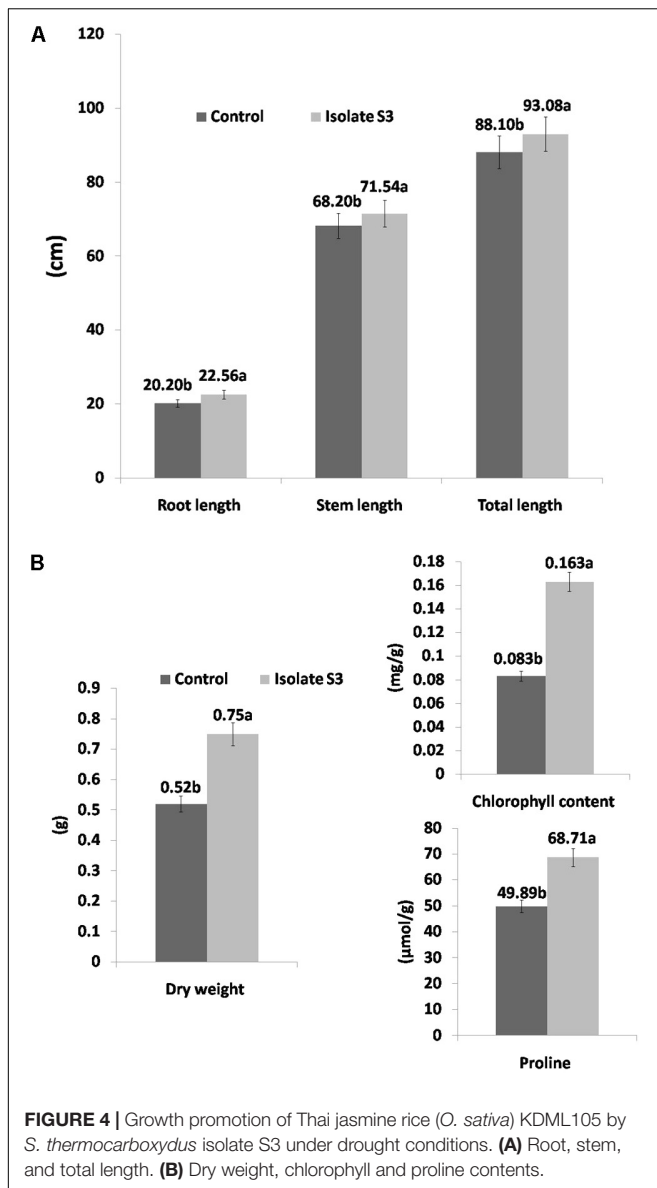 A
120
100
80
60
40
20
0
(cm)
Control Isolate S3
20.20b 22.56a
68.20b 71.54a
88.10b 93.08a
Root length Stem length Total length
B
0.9
0.8
0.7
0.6
0.5
0.4
0.3
0.2
0.1
0
(g)
Control Isolate S3
0.52b 0.75a
Dry weight
0.18
0.16
0.14
0.12
0.1
0.08
0.06
0.04
0.02
0
(mg/g)
0.083b 0.163a
Chlorophyll content
80
70
60
50
40
30
20
10
0
(µmol/g)
49.89b 68.71a
Proline
FIGURE 4 | Growth promotion of Thai jasmine rice (O. sativa) KDML105 by
S. thermocarboxydus isolate S3 under drought conditions. (A) Root, stem,
and total length. (B) Dry weight, chlorophyll and proline contents.